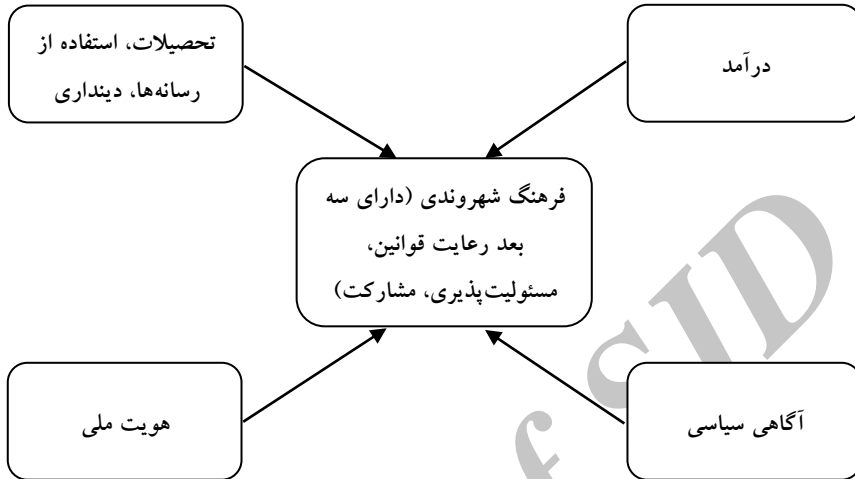 درآمد
تحصیلات، استفاده از
رسانه‌ها، دینداری
فرهنگ شهروندی (دارای سه
بعد رعایت قوانین،
مسئولیت‌پذیری، مشارکت)
آگاهی سیاسی
هویت ملی
f SID